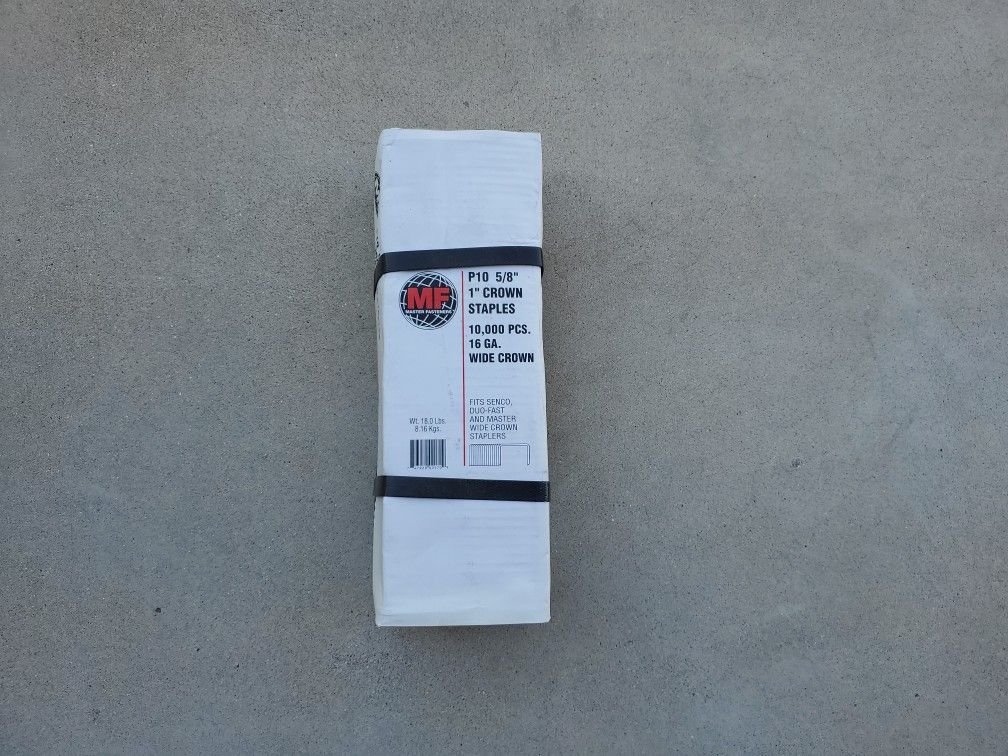 MF
MASTER FASTENERS
P10 5/8"
1" CROWN
STAPLES
10,000 PCS.
16 GA.
WIDE CROWN
FITS SENCO,
DUO-FAST
AND MASTER
WIDE CROWN
STAPLERS
Wt. 18.0 Lbs.
8.16 Kgs.